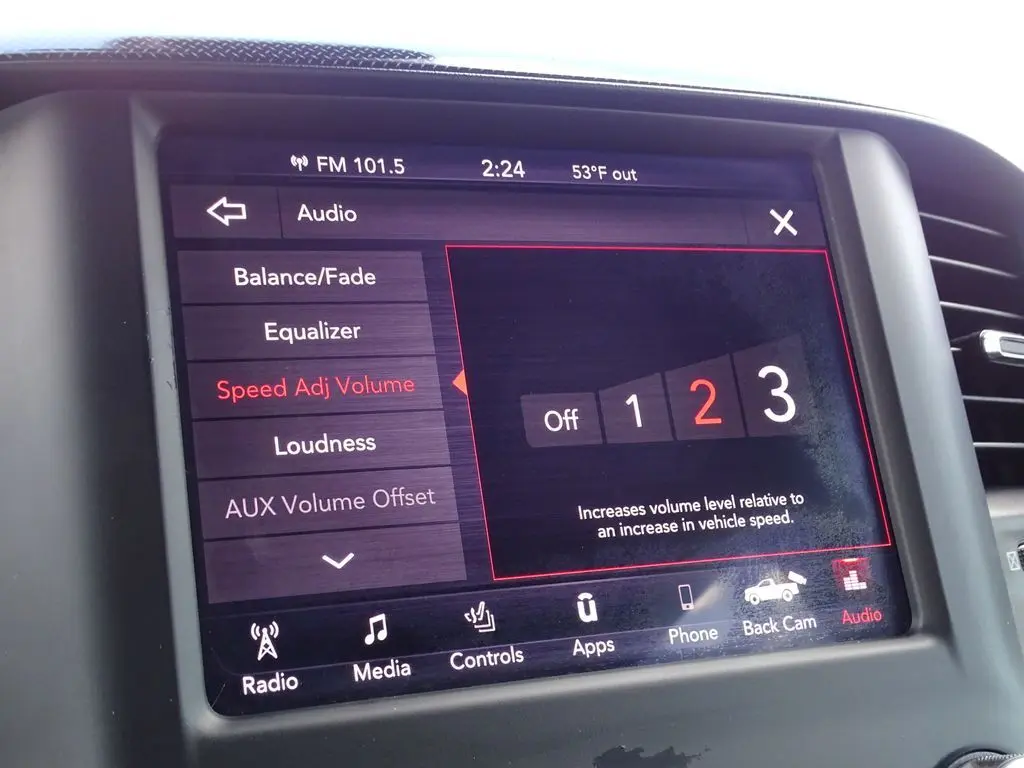 FM 101.5 2:24 53°F out
Audio
Balance/Fade
Equalizer
Speed Adj Volume
Loudness
AUX Volume Offset
Off 1 2 3
Increases volume level relative to
an increase in vehicle speed.
Radio Media Controls Apps Phone Back Cam Audio